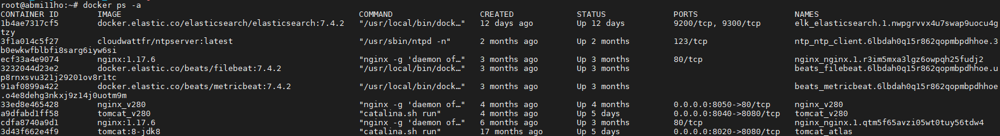 root@abmi11ho:~# docker ps -a
CONTAINER ID        IMAGE                                                 COMMAND                  CREATED             STATUS              PORTS                    NAMES
1b4ae7317cf5        docker.elastic.co/elasticsearch/elasticsearch:7.4.2   "/usr/local/bin/dock…"   12 days ago         Up 12 days          9200/tcp, 9300/tcp       elk_elasticsearch.1.nwpgrvvx4u7swap9uocu4g
tzy
3f1a014c5f27        cloudwattfr/ntpserver:latest                          "/usr/sbin/ntpd -n"      2 months ago        Up 2 months         123/tcp                  ntp_ntp_client.6lbdah0q15r862qopmbpdhhoe.3
b0ewkwfblbfi8sarg6iyw6si
ecf33a4e9074        nginx:1.17.6                                          "nginx -g 'daemon of…"   3 months ago        Up 3 months         80/tcp                   nginx_nginx.1.r3im5mxa3lgz6owpqh25fudj2
3232044d23e2        docker.elastic.co/beats/filebeat:7.4.2                "/usr/local/bin/dock…"   3 months ago        Up 3 months                                  beats_filebeat.6lbdah0q15r862qopmbpdhhoe.u
p8rnxsvu321j29201ov8r1tc
91af0899a422        docker.elastic.co/beats/metricbeat:7.4.2              "/usr/local/bin/dock…"   3 months ago        Up 3 months                                  beats_metricbeat.6lbdah0q15r862qopmbpdhhoe
.o4e8dehg3nkxj9z14j0uotm9m
33ed8e465428        nginx_v280                                            "nginx -g 'daemon of…"   4 months ago        Up 4 months         0.0.0.0:8050->80/tcp     nginx_v280
a9dfabd1ff58        tomcat_v280                                           "catalina.sh run"        4 months ago        Up 5 days           0.0.0.0:8040->8080/tcp   tomcat_v280
cdfa8740a9d1        nginx:1.17.6                                          "nginx -g 'daemon of…"   6 months ago        Up 3 months         80/tcp                   nginx_nginx.1.qtm5f65avzi05wt0tuy56tdw4
3d43f662e4f9        tomcat:8-jdk8                                         "catalina.sh run"        17 months ago       Up 5 days           0.0.0.0:8020->8080/tcp   tomcat_atlas